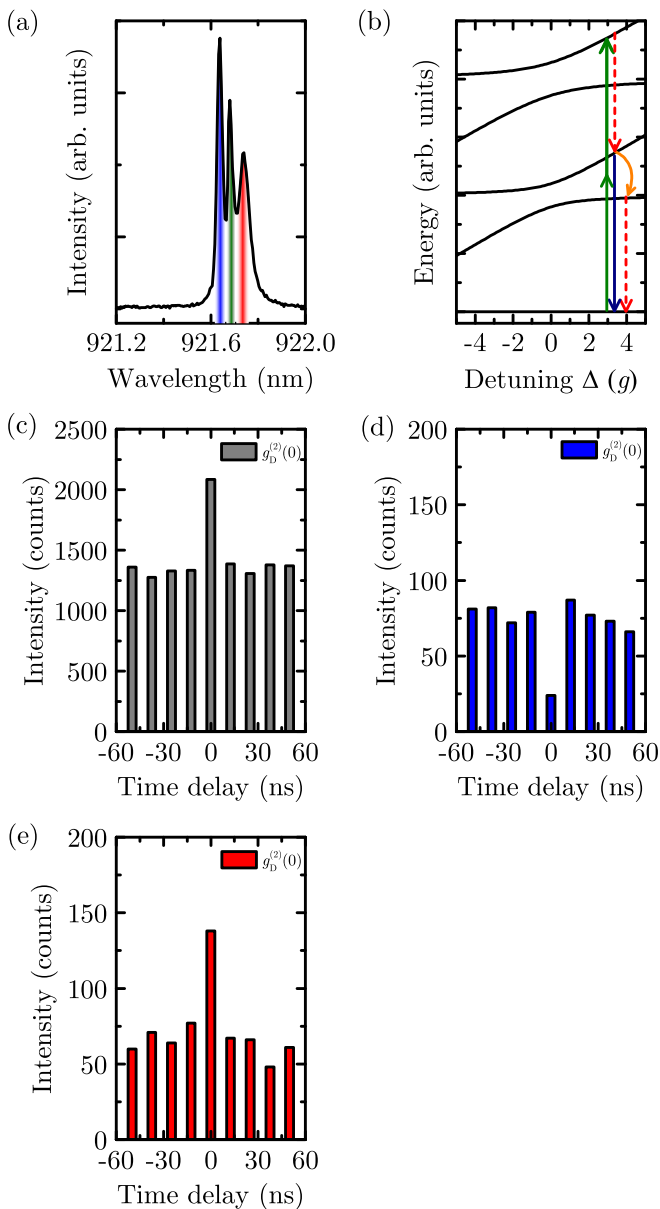 (a)
Intensity (arb. units)
921.2 921.6 922.0
Wavelength (nm)
(b)
Energy (arb. units)
-4 -2 0 2 4
Detuning Δ (g)
(c)
Intensity (counts)
2500
2000
1500
1000
500
0
g_D^(2)(0)
-60 -30 0 30 60
Time delay (ns)
(d)
Intensity (counts)
200
150
100
50
0
g_D^(2)(0)
-60 -30 0 30 60
Time delay (ns)
(e)
Intensity (counts)
200
150
100
50
0
g_D^(2)(0)
-60 -30 0 30 60
Time delay (ns)